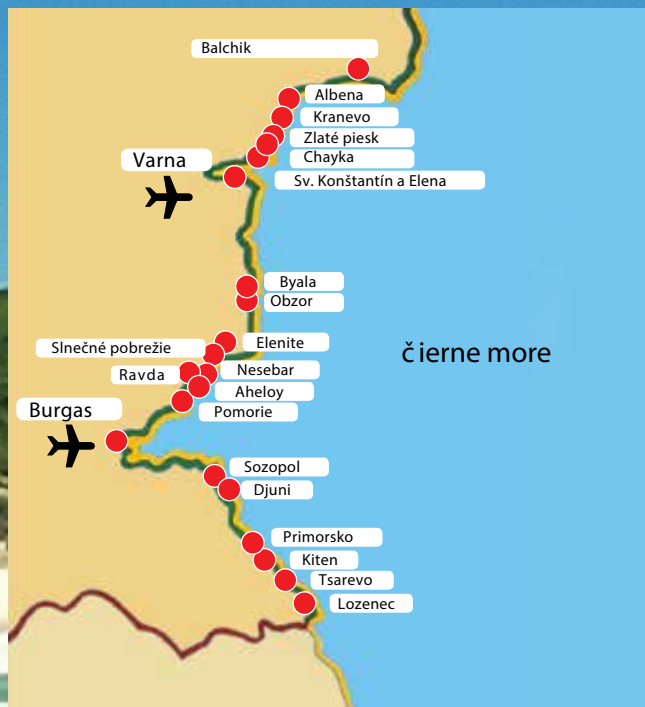 Balchik
Albena
Kranevo
Zlaté piesk
Chayka
Varna
Sv. Konštantín a Elena
Byala
Obzor
Elenite
Slnečné pobrežie
Nesebar
Ravda
Aheloy
Burgas
Pomorie
čierne more
Sozopol
Djuni
Primorsko
Kiten
Tsarevo
Lozenec